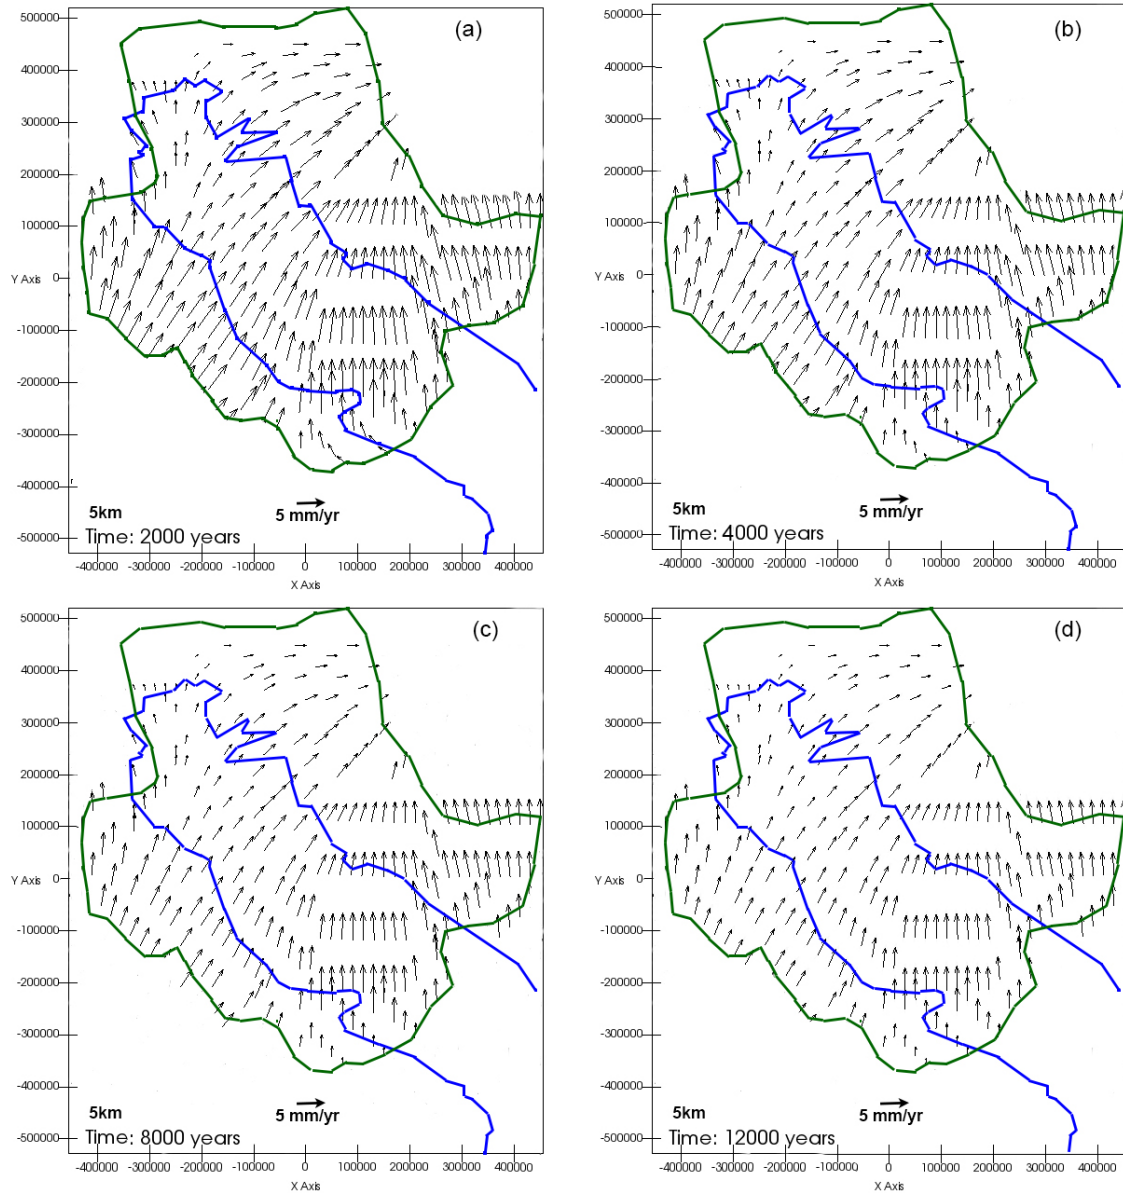 (a)
500000
400000
300000
200000
100000
Y Axis 0
-100000
-200000
-300000
-400000
-500000
5km
5 mm/yr
Time: 2000 years
-400000 -300000 -200000 -100000 0 100000 200000 300000 400000
X Axis
(b)
500000
400000
300000
200000
100000
Y Axis 0
-100000
-200000
-300000
-400000
-500000
5km
5 mm/yr
Time: 4000 years
-400000 -300000 -200000 -100000 0 100000 200000 300000 400000
X Axis
(c)
500000
400000
300000
200000
100000
Y Axis 0
-100000
-200000
-300000
-400000
-500000
5km
5 mm/yr
Time: 8000 years
-400000 -300000 -200000 -100000 0 100000 200000 300000 400000
X Axis
(d)
500000
400000
300000
200000
100000
Y Axis 0
-100000
-200000
-300000
-400000
-500000
5km
5 mm/yr
Time: 12000 years
-400000 -300000 -200000 -100000 0 100000 200000 300000 400000
X Axis